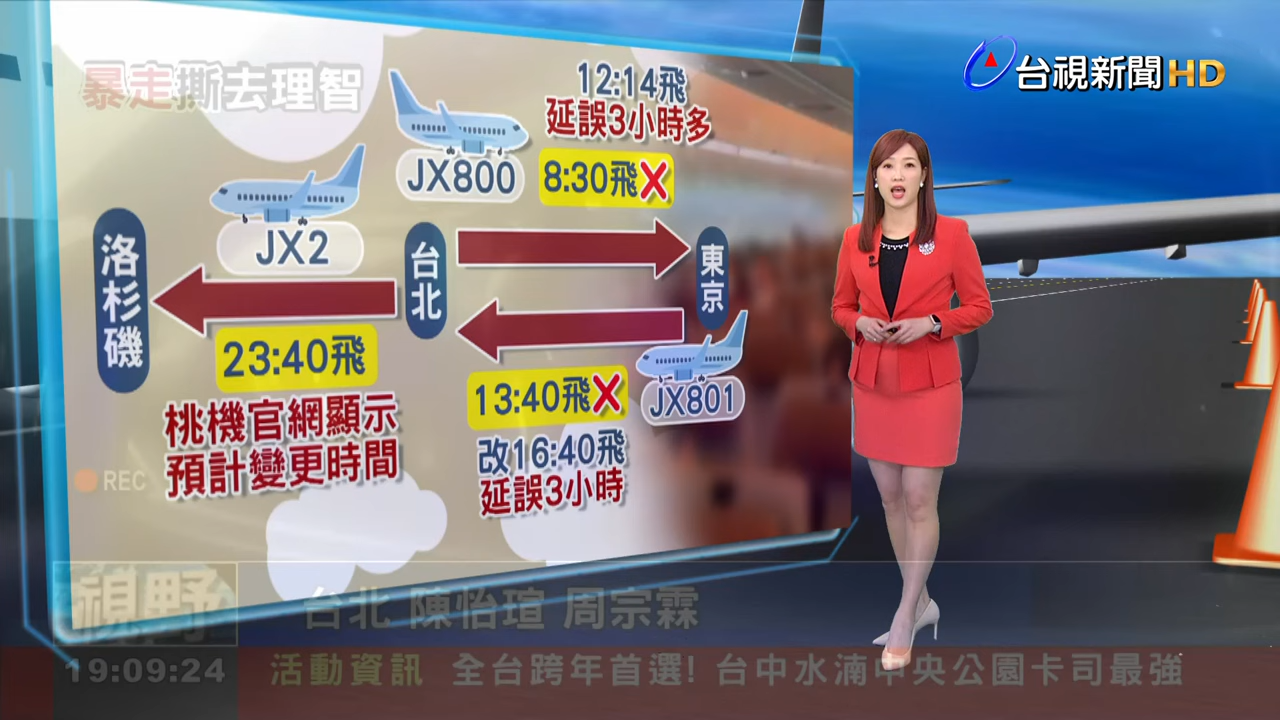 台視新聞HD
暴走撕去理智
12:14飛
延誤3小時多
JX800
8:30飛
JX2
洛杉磯
台北
東京
23:40飛
桃機官網顯示
預計變更時間
13:40飛
改16:40飛
延誤3小時
JX801
REC
視野
台北 陳怡瑄 周宗霖
19:09:24
活動資訊 全台跨年首選! 台中水湳中央公園卡司最強